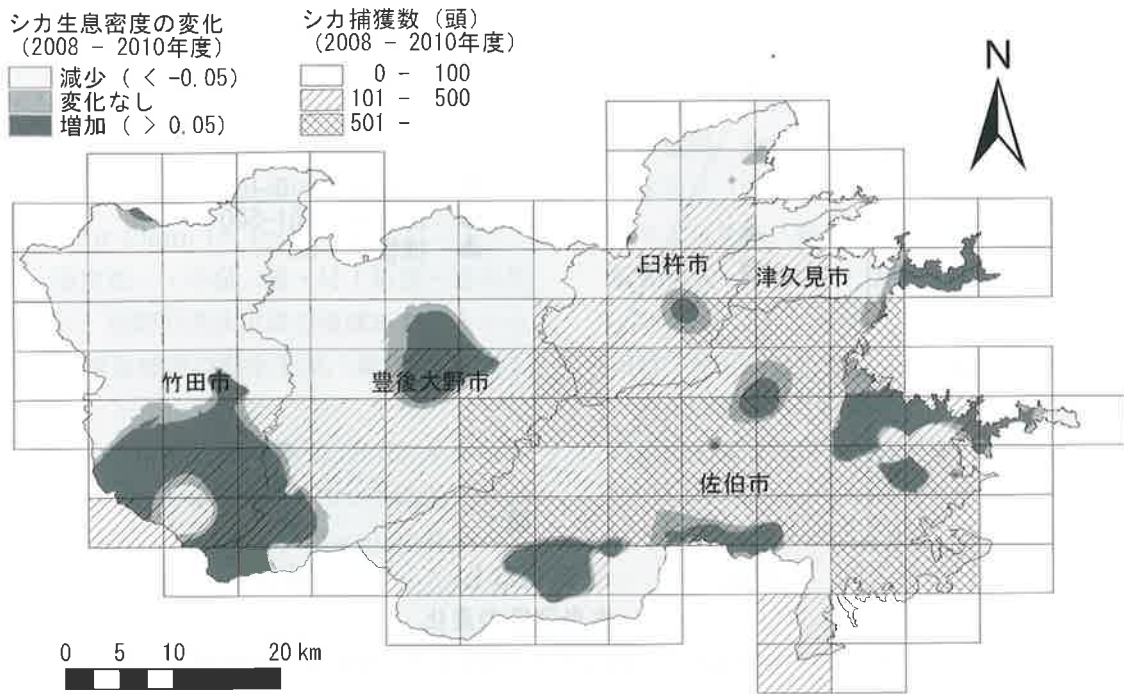 シカ生息密度の変化
(2008 - 2010年度)
減少 ( < -0.05)
変化なし
増加 ( > 0.05)
シカ捕獲数 (頭)
(2008 - 2010年度)
0 - 100
101 - 500
501 -
N
臼杵市
津久見市
竹田市
豊後大野市
佐伯市
0 5 10 20 km